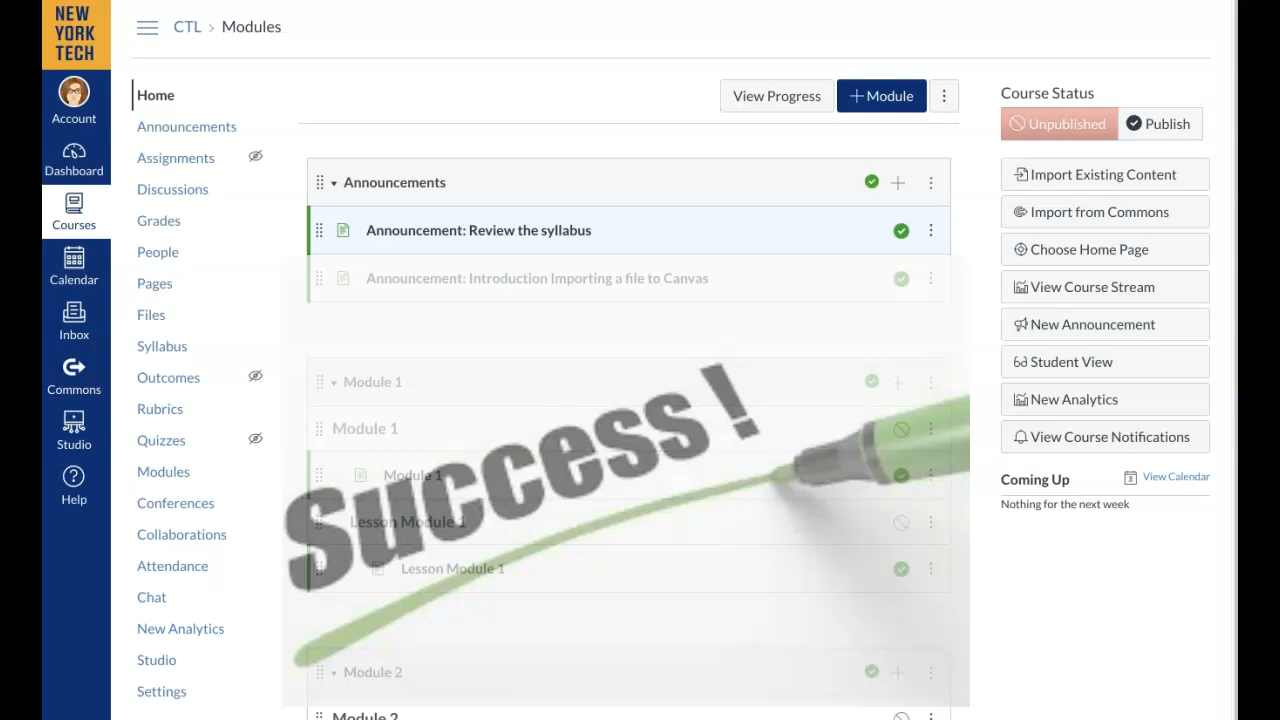 NEW
YORK
TECH
Account
Dashboard
Courses
Calendar
Inbox
Commons
Studio
Help
CTL > Modules
Home
Announcements
Assignments
Discussions
Grades
People
Pages
Files
Syllabus
Outcomes
Rubrics
Quizzes
Modules
Conferences
Collaborations
Attendance
Chat
New Analytics
Studio
Settings
View Progress
+ Module
Announcements
Announcement: Review the syllabus
Announcement: Introduction Importing a file to Canvas
Module 1
Module 1
Module 1
Lesson Module 1
Lesson Module 1
Success !
Module 2
Module 2
Course Status
Unpublished
Publish
Import Existing Content
Import from Commons
Choose Home Page
View Course Stream
New Announcement
Student View
New Analytics
View Course Notifications
Coming Up
View Calendar
Nothing for the next week